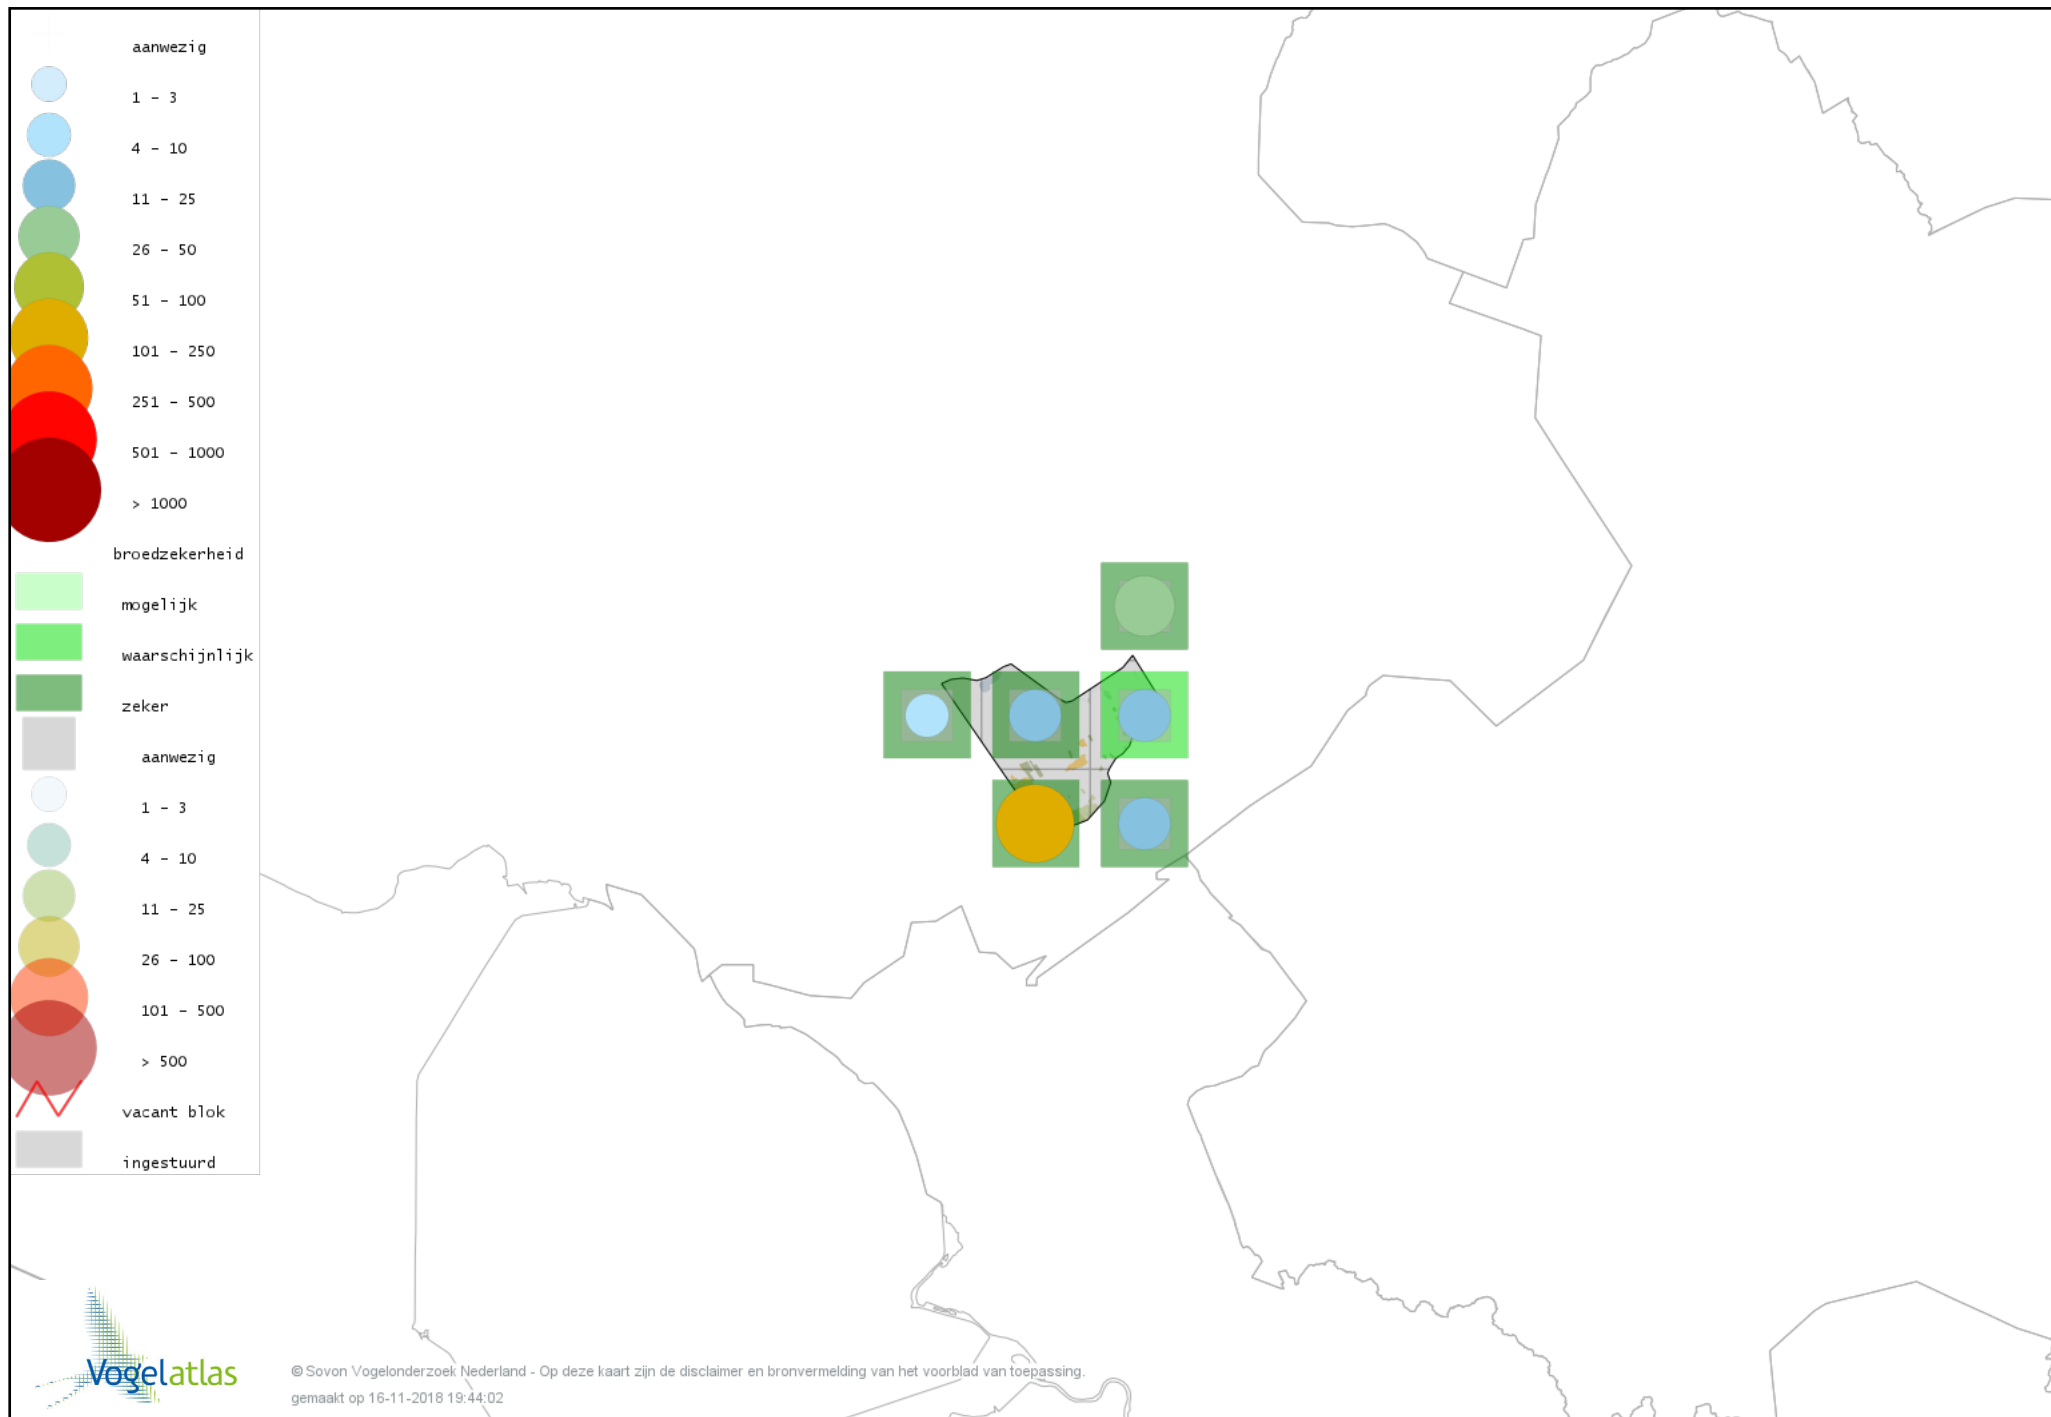 aanwezig
1 - 3
4 - 10
11 - 25
26 - 50
51 - 100
101 - 250
251 - 500
501 - 1000
> 1000
broedzekerheid
mogelijk
waarschijnlijk
zeker
aanwezig
1 - 3
4 - 10
11 - 25
26 - 100
101 - 500
> 500
vacant blok
ingestuurd
Vogelatlas
© Sovon Vogelonderzoek Nederland - Op deze kaart zijn de disclaimer en bronvermelding van het voorblad van toepassing.
gemaakt op 16-11-2018 19:44:02